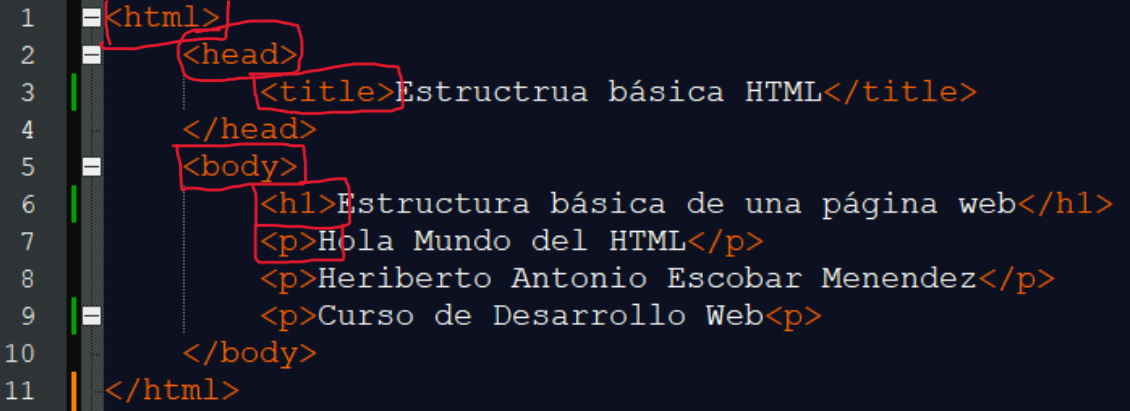 1 <html>
2 <head>
3 <title>Estructrua básica HTML</title>
4 </head>
5 <body>
6 <h1>Estructura básica de una página web</h1>
7 <p>Hola Mundo del HTML</p>
8 <p>Heriberto Antonio Escobar Menendez</p>
9 <p>Curso de Desarrollo Web<p>
10 </body>
11 </html>